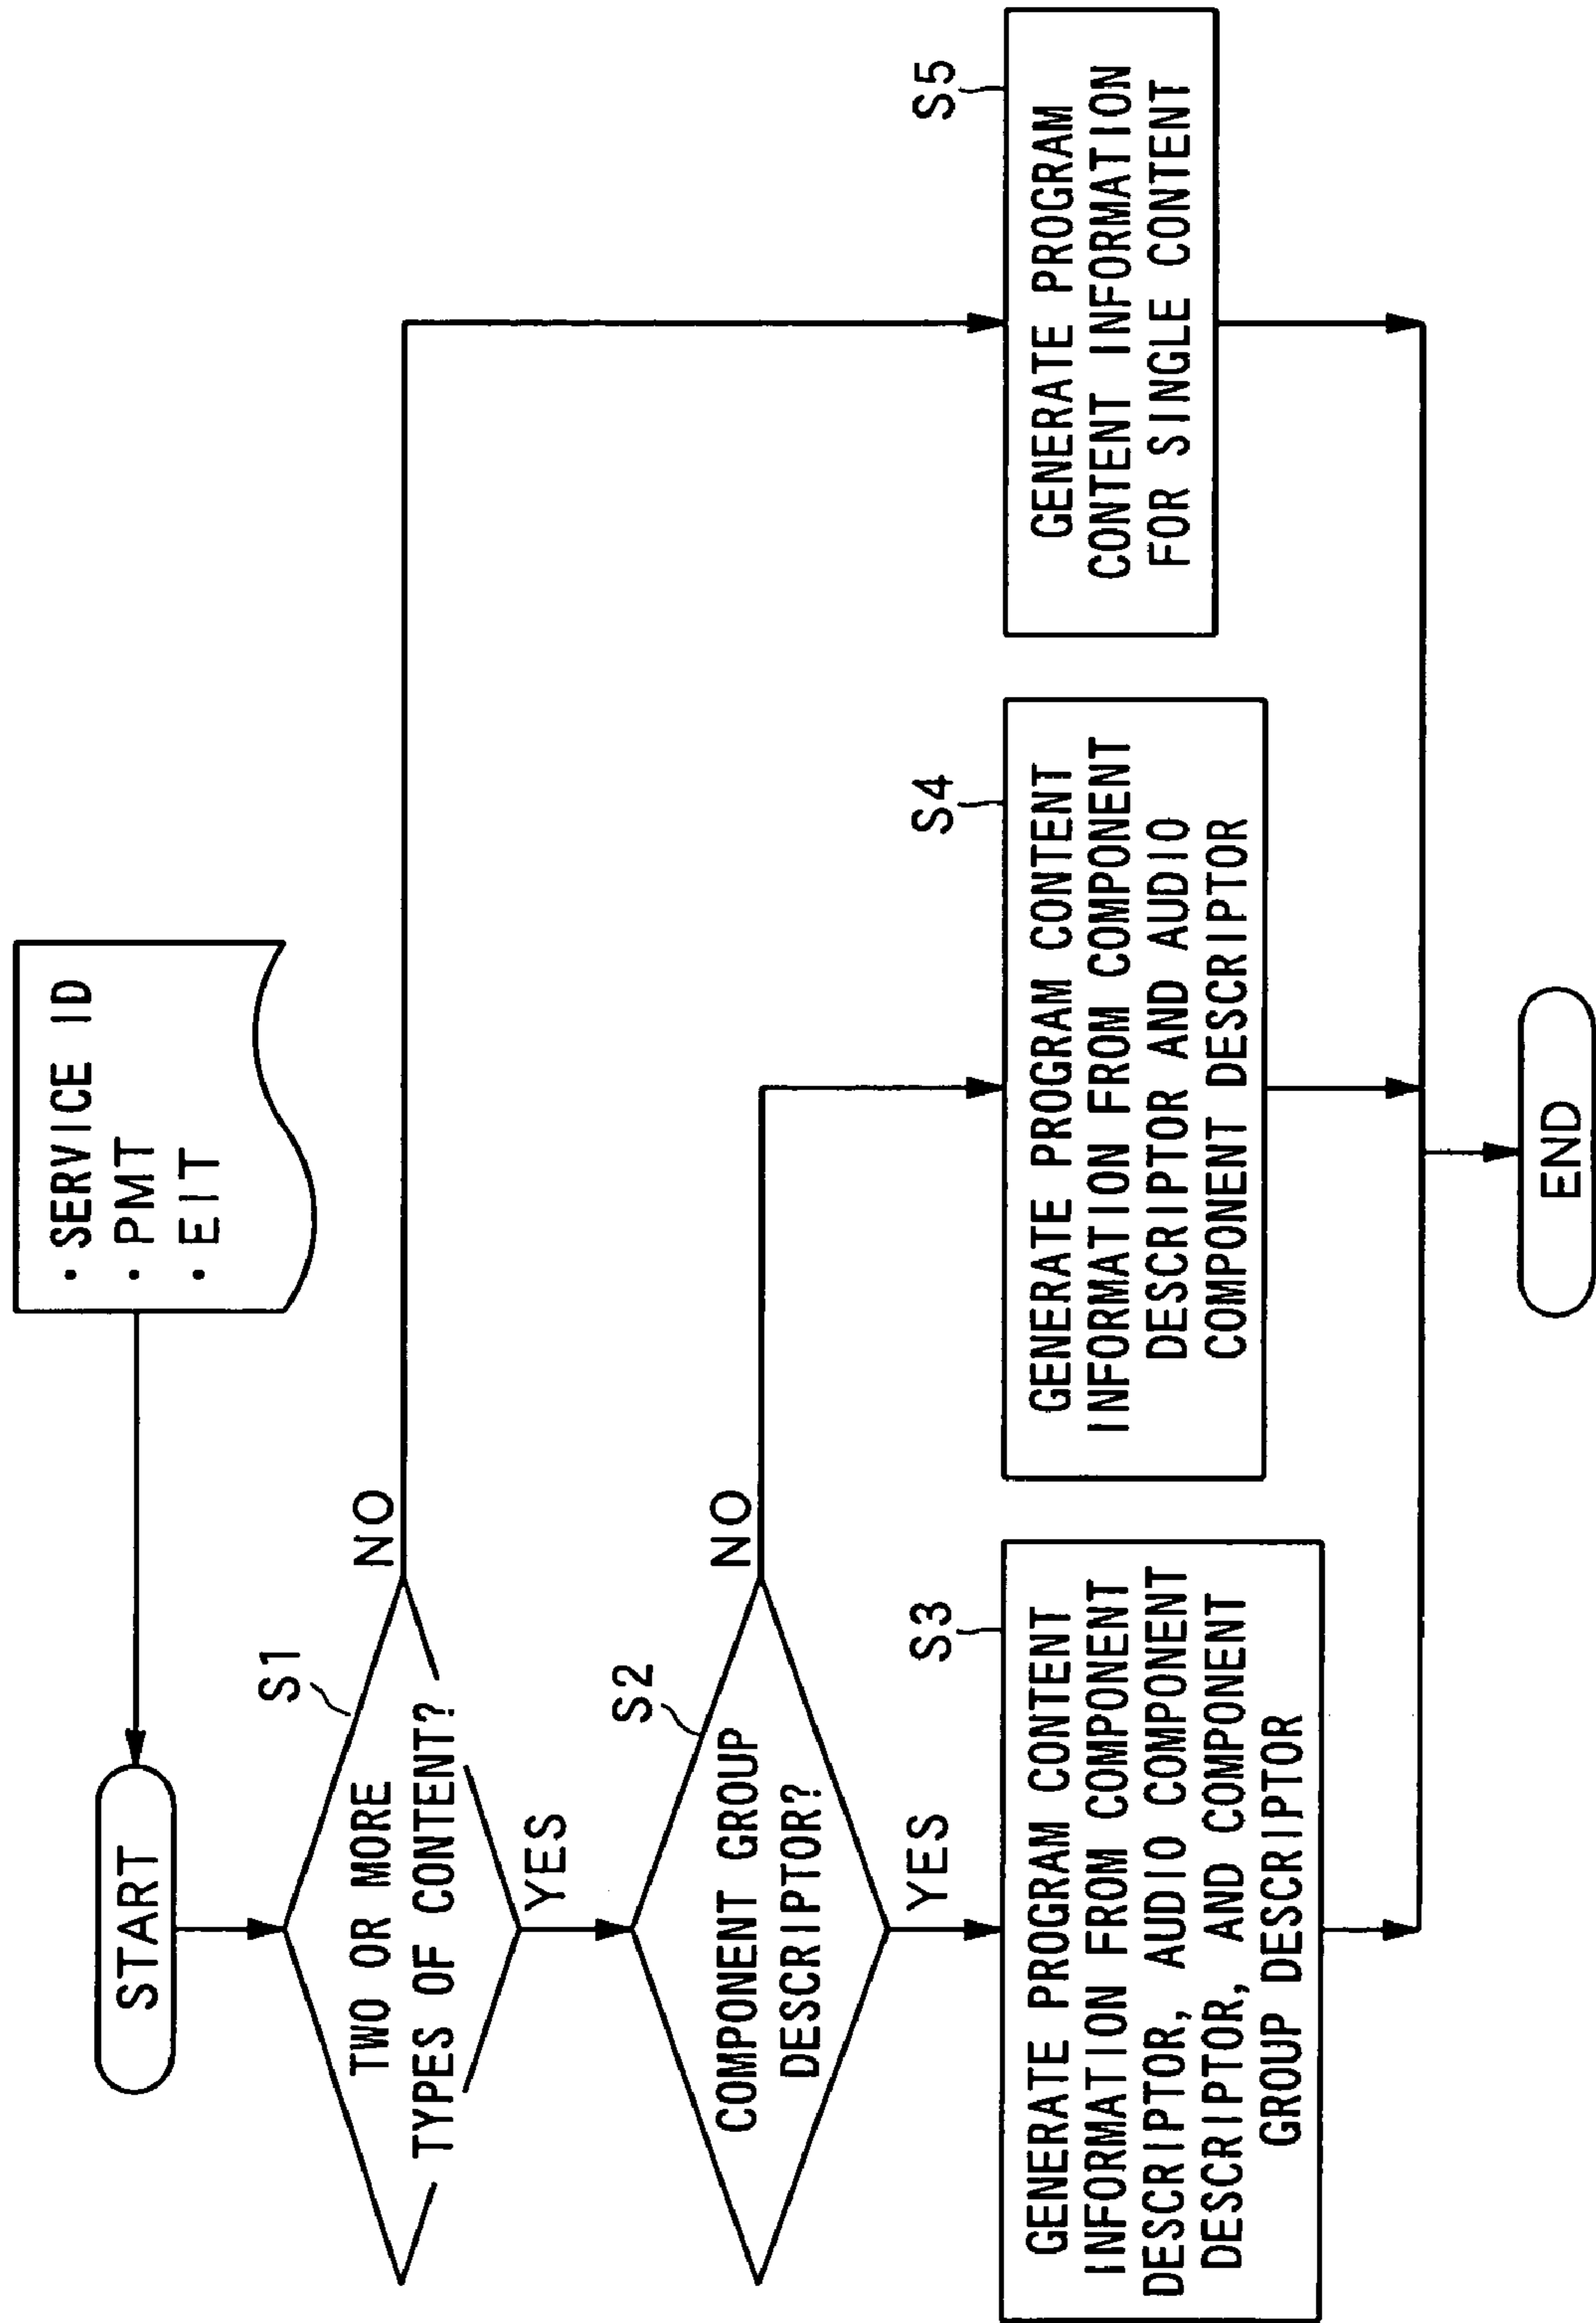 · SERVICE ID
· PMT
· EIT
START
S1
TWO OR MORE
TYPES OF CONTENT?
NO
YES
S2
COMPONENT GROUP
DESCRIPTOR?
NO
YES
S3
GENERATE PROGRAM CONTENT
INFORMATION FROM COMPONENT
DESCRIPTOR, AUDIO COMPONENT
DESCRIPTOR, AND COMPONENT
GROUP DESCRIPTOR
S4
GENERATE PROGRAM CONTENT
INFORMATION FROM COMPONENT
DESCRIPTOR AND AUDIO
COMPONENT DESCRIPTOR
S5
GENERATE PROGRAM
CONTENT INFORMATION
FOR SINGLE CONTENT
END